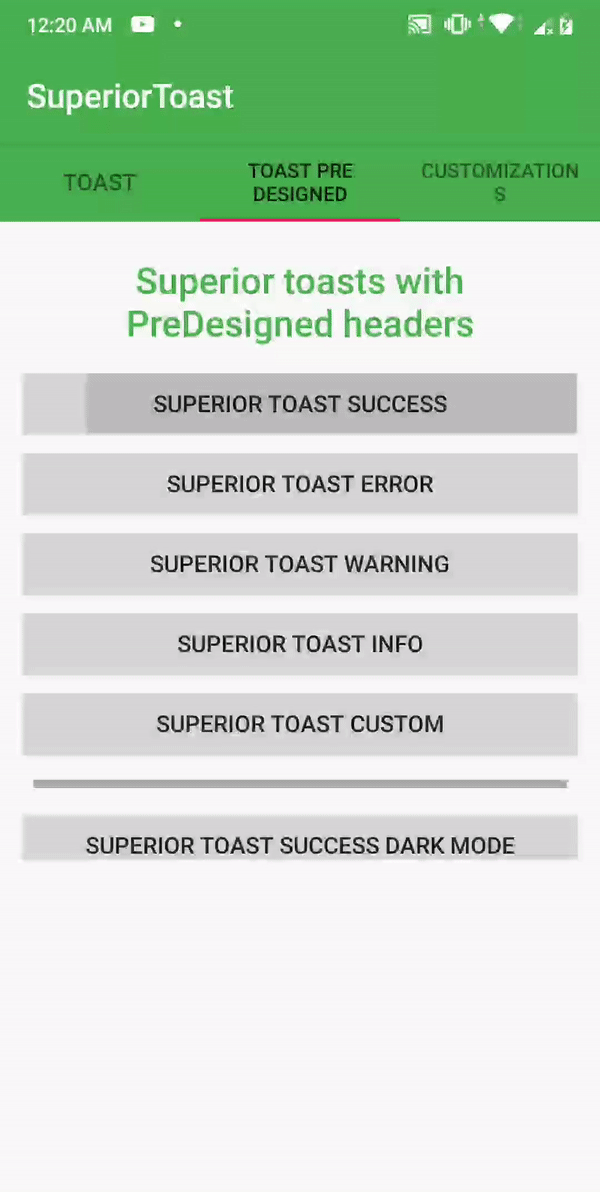 12:20 AM
SuperiorToast
TOAST
TOAST PRE
DESIGNED
CUSTOMIZATION
S
Superior toasts with
PreDesigned headers
SUPERIOR TOAST SUCCESS
SUPERIOR TOAST ERROR
SUPERIOR TOAST WARNING
SUPERIOR TOAST INFO
SUPERIOR TOAST CUSTOM
SUPERIOR TOAST SUCCESS DARK MODE